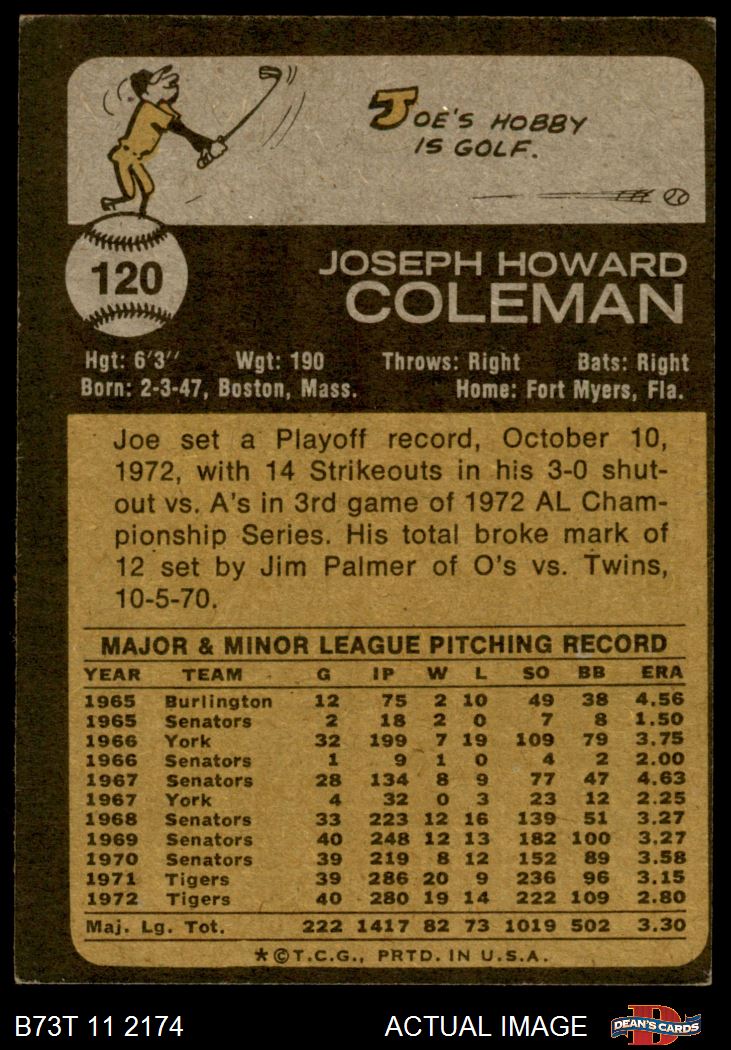 JOE'S HOBBY
IS GOLF.
120
JOSEPH HOWARD
COLEMAN
Hgt: 6'3" Wgt: 190 Throws: Right Bats: Right
Born: 2-3-47, Boston, Mass. Home: Fort Myers, Fla.
Joe set a Playoff record, October 10,
1972, with 14 Strikeouts in his 3-0 shut-
out vs. A's in 3rd game of 1972 AL Cham-
pionship Series. His total broke mark of
12 set by Jim Palmer of O's vs. Twins,
10-5-70.
MAJOR & MINOR LEAGUE PITCHING RECORD
YEAR TEAM G IP W L SO BB ERA
1965 Burlington 12 75 2 10 49 38 4.56
1965 Senators 2 18 2 0 7 8 1.50
1966 York 32 199 7 19 109 79 3.75
1966 Senators 1 9 1 0 4 2 2.00
1967 Senators 28 134 8 9 77 47 4.63
1967 York 4 32 0 3 23 12 2.25
1968 Senators 33 223 12 16 139 51 3.27
1969 Senators 40 248 12 13 182 100 3.27
1970 Senators 39 219 8 12 152 89 3.58
1971 Tigers 39 286 20 9 236 96 3.15
1972 Tigers 40 280 19 14 222 109 2.80
Maj. Lg. Tot. 222 1417 82 73 1019 502 3.30
*©T.C.G., PRTD. IN U.S.A.
B73T 11 2174 ACTUAL IMAGE D DEAN'S CARDS